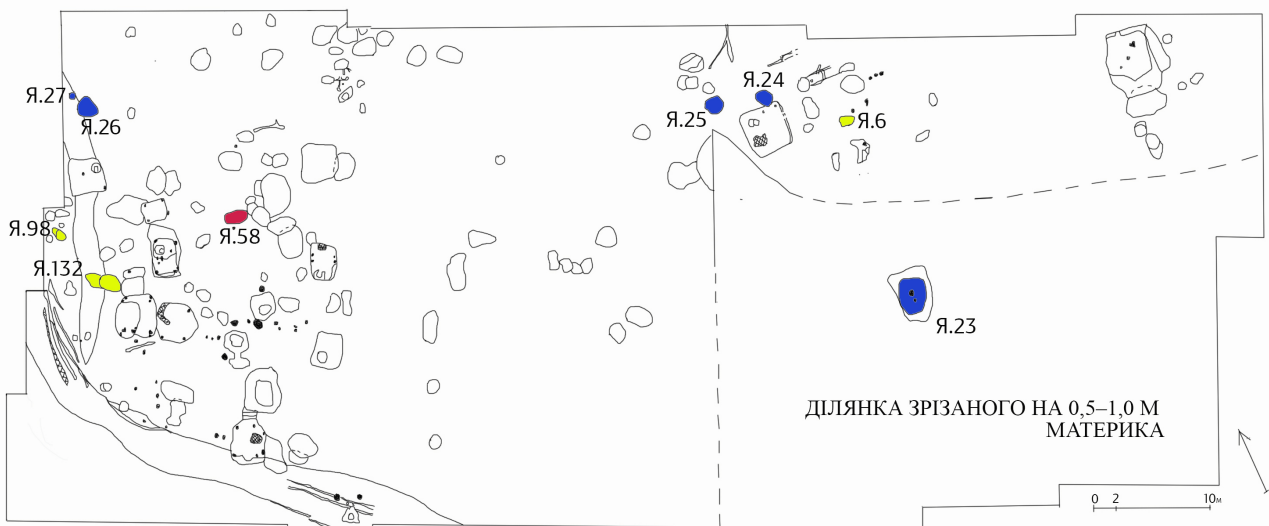 Я.27
Я.26
Я.25
Я.24
Я.6
Я.98
Я.58
Я.132
Я.23
ДІЛЯНКА ЗРІЗАНОГО НА 0,5–1,0 М
МАТЕРИКА
0 2 10м